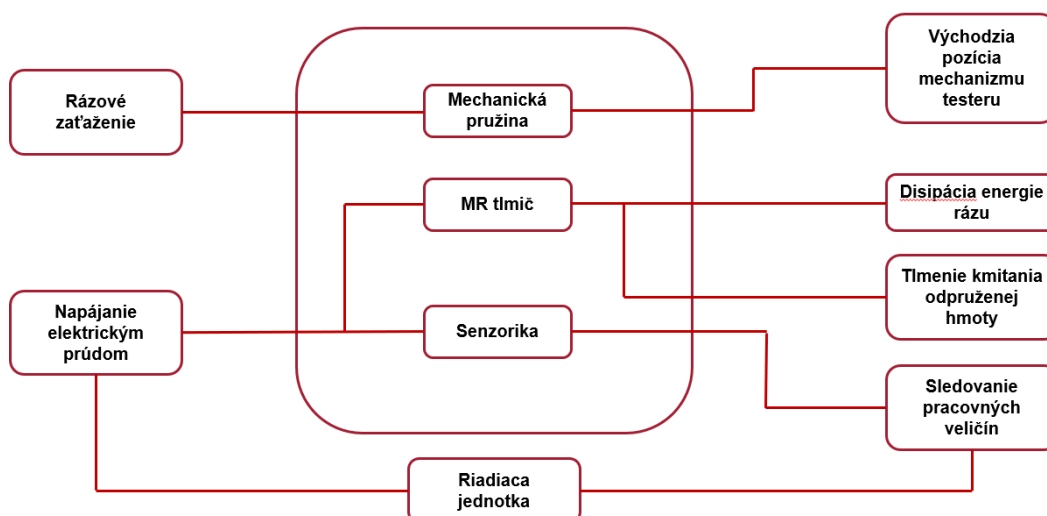 Rázové
zaťaženie
Mechanická
pružina
Východzia
pozícia
mechanizmu
testeru
MR tlmič
Disipácia energie
rázu
Tlmenie kmitania
odpruženej
hmoty
Napájanie
elektrickým
prúdom
Senzorika
Sledovanie
pracovných
veličín
Riadiaca
jednotka